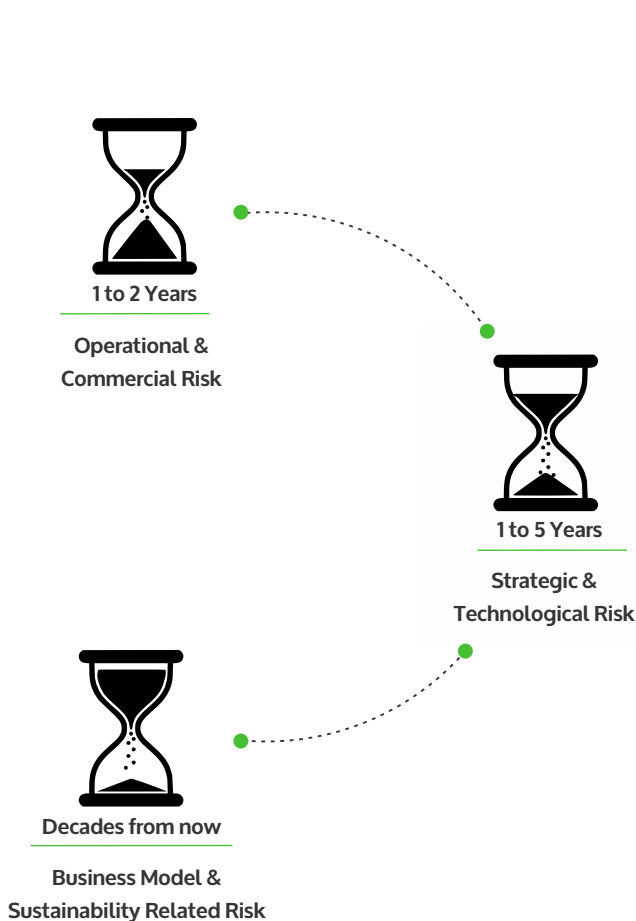 1 to 2 Years
Operational &
Commercial Risk
1 to 5 Years
Strategic &
Technological Risk
Decades from now
Business Model &
Sustainability Related Risk